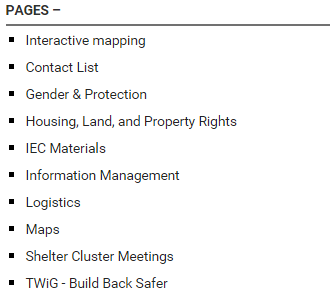 PAGES –
Interactive mapping
Contact List
Gender & Protection
Housing, Land, and Property Rights
IEC Materials
Information Management
Logistics
Maps
Shelter Cluster Meetings
TWiG - Build Back Safer